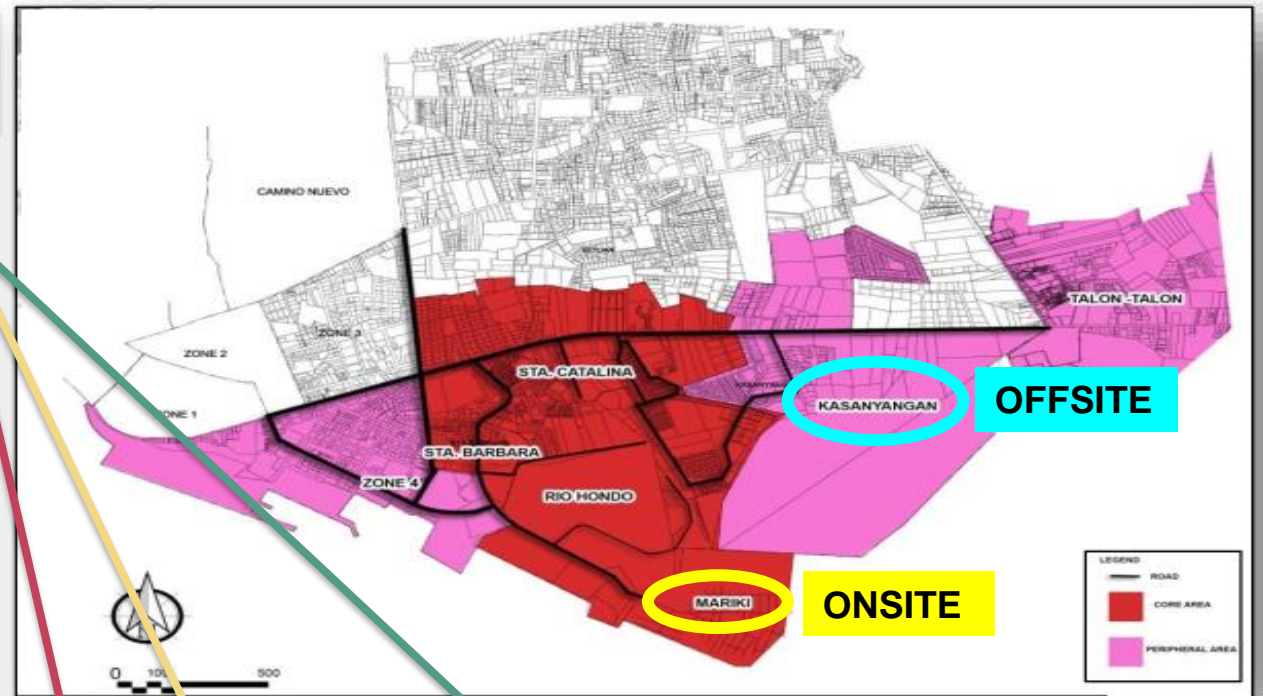 CAMINO NUEVO
TALON -TALON
ZONE 3
ZONE 2
STA. CATALINA
KASANYANGAN
OFFSITE
ZONE 1
STA. BARBARA
ZONE 4
RIO HONDO
MARIKI
ONSITE
LEGEND
ROAD
CORE AREA
PERIPHERAL AREA
0 100 500